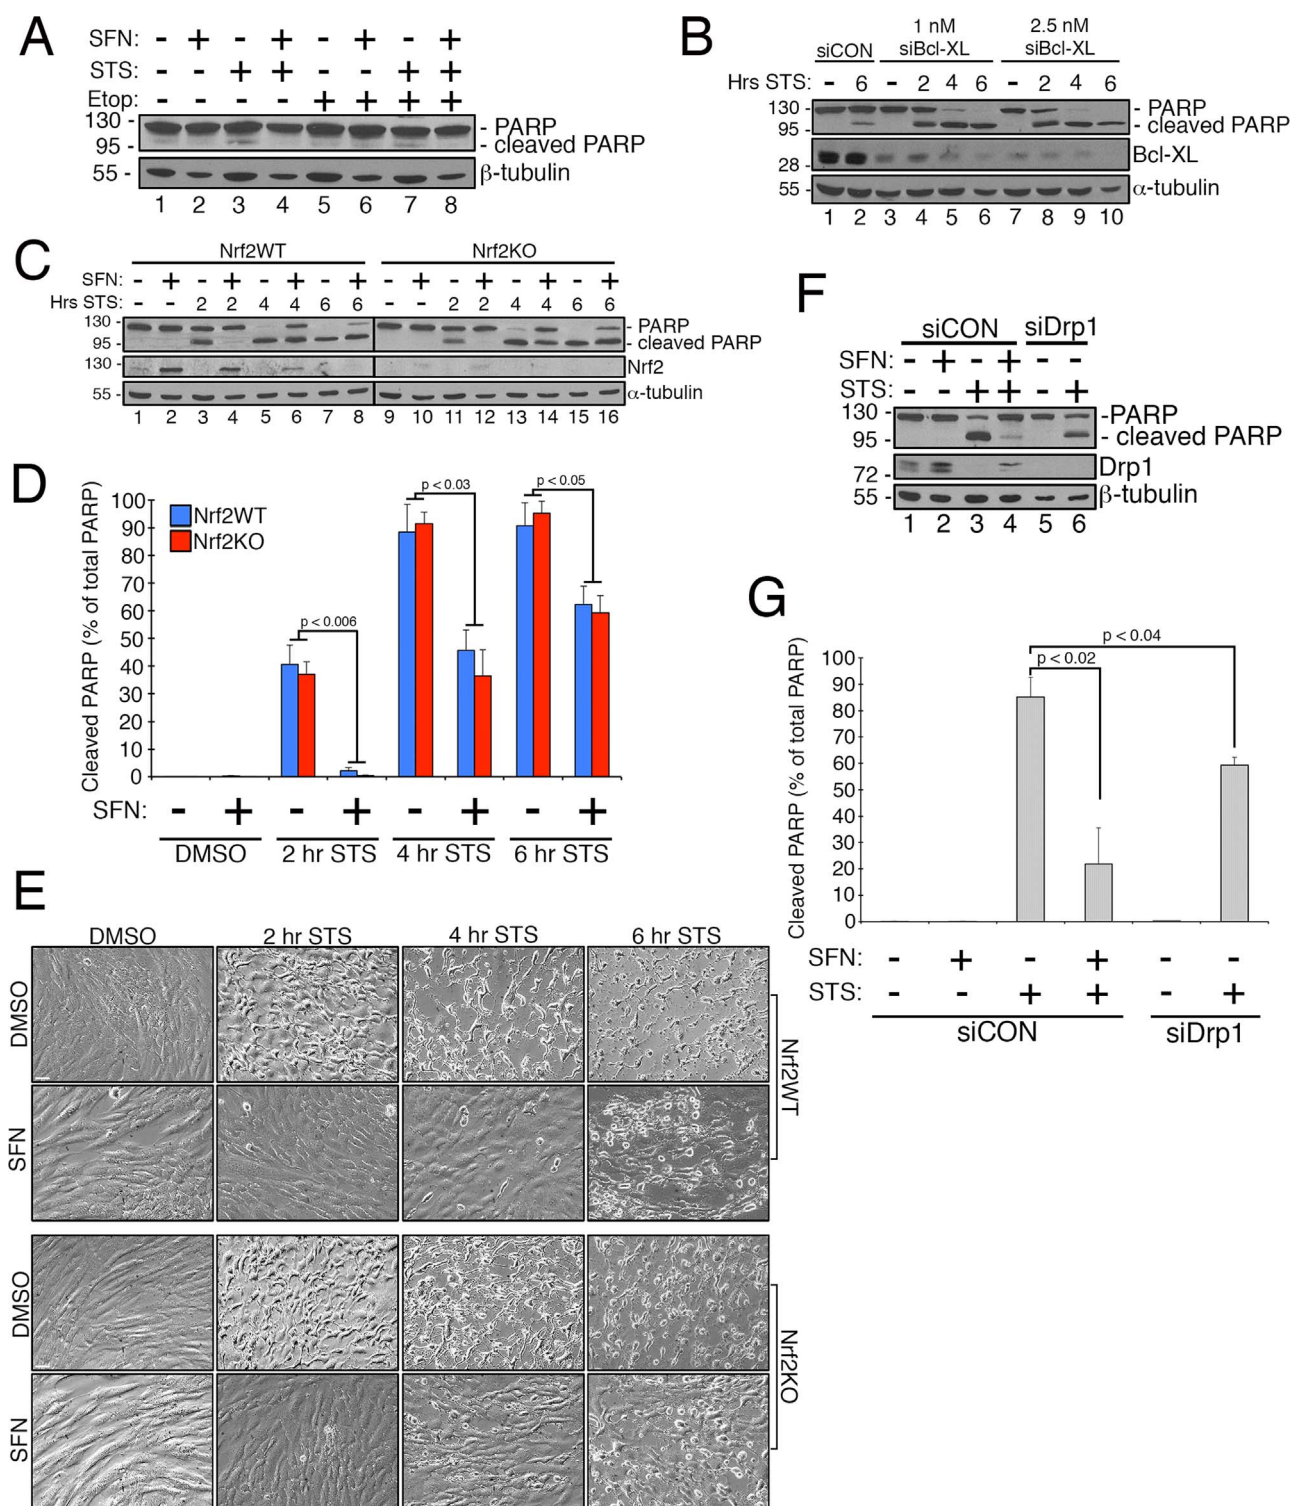 A
SFN: - + - + - + - +
STS: - - + + - - + +
Etop: - - - - + + + +
130 -
- PARP
95 -
- cleaved PARP
55 -
β-tubulin
1 2 3 4 5 6 7 8
B
1 nM 2.5 nM
siCON siBcl-XL siBcl-XL
Hrs STS: - 6 - 2 4 6 - 2 4 6
130 -
- PARP
95 -
- cleaved PARP
28 -
Bcl-XL
55 -
α-tubulin
1 2 3 4 5 6 7 8 9 10
C
Nrf2WT Nrf2KO
SFN: - + - + - + - + - + - + - + - +
Hrs STS: - - 2 2 4 4 6 6 - - 2 2 4 4 6 6
130 -
- PARP
95 -
- cleaved PARP
130 -
Nrf2
55 -
α-tubulin
1 2 3 4 5 6 7 8 9 10 11 12 13 14 15 16
D
Cleaved PARP (% of total PARP)
100
90
80
70
60
50
40
30
20
10
0
Nrf2WT
Nrf2KO
p < 0.006
p < 0.03
p < 0.05
SFN: - + - + - + - +
DMSO 2 hr STS 4 hr STS 6 hr STS
E
DMSO 2 hr STS 4 hr STS 6 hr STS
DMSO
SFN
Nrf2WT
DMSO
SFN
Nrf2KO
F
siCON siDrp1
SFN: - + - + - -
STS: - - + + - +
130 -
-PARP
95 -
- cleaved PARP
72 -
Drp1
55 -
β-tubulin
1 2 3 4 5 6
G
Cleaved PARP (% of total PARP)
100
90
80
70
60
50
40
30
20
10
0
p < 0.04
p < 0.02
SFN: - + - + - -
STS: - - + + - +
siCON siDrp1